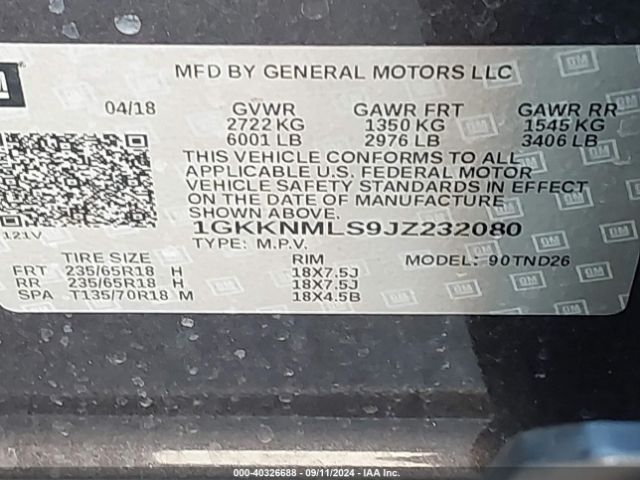 GM
MFD BY GENERAL MOTORS LLC
04/18 GVWR GAWR FRT GAWR RR
2722 KG 1350 KG 1545 KG
6001 LB 2976 LB 3406 LB
THIS VEHICLE CONFORMS TO ALL
APPLICABLE U.S. FEDERAL MOTOR
VEHICLE SAFETY STANDARDS IN EFFECT
ON THE DATE OF MANUFACTURE
SHOWN ABOVE.
121V 1GKKNMLS9JZ232080
TYPE: M.P.V. MODEL: 90TND26
TIRE SIZE RIM
FRT 235/65R18 H 18X7.5J
RR 235/65R18 H 18X7.5J
SPA T135/70R18 M 18X4.5B
000-40326688 - 09/11/2024 - IAA Inc.